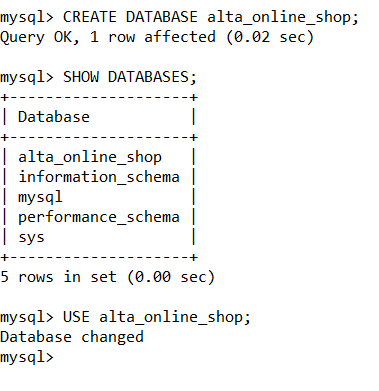 mysql> CREATE DATABASE alta_online_shop;
Query OK, 1 row affected (0.02 sec)

mysql> SHOW DATABASES;
+--------------------+
| Database           |
+--------------------+
| alta_online_shop   |
| information_schema |
| mysql              |
| performance_schema |
| sys                |
+--------------------+
5 rows in set (0.00 sec)

mysql> USE alta_online_shop;
Database changed
mysql>